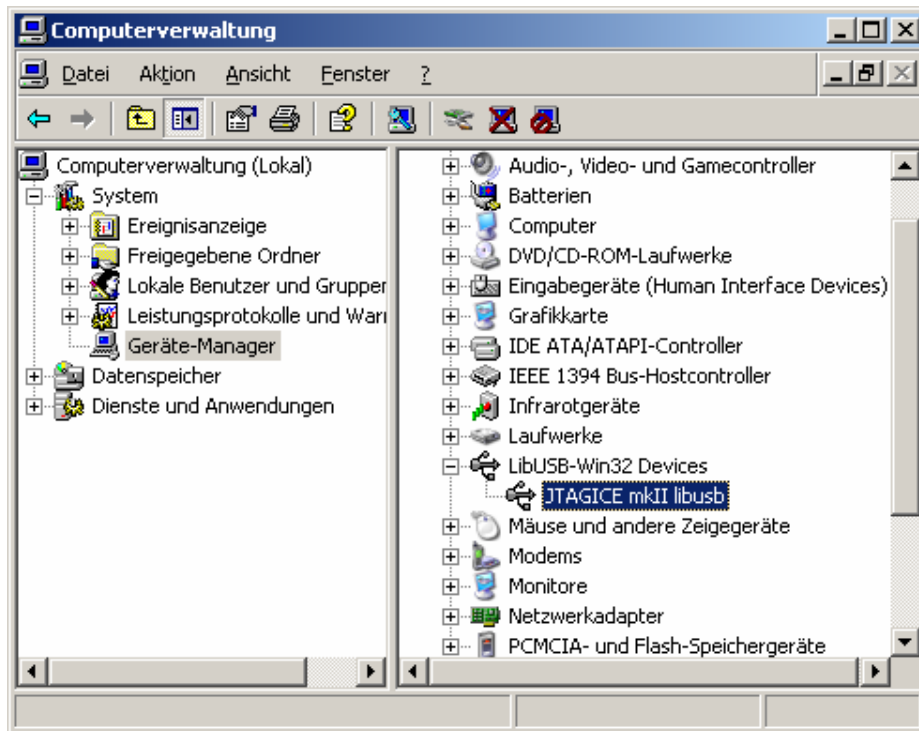 Computerverwaltung
Datei Aktion Ansicht Fenster ?
Computerverwaltung (Lokal)
System
Ereignisanzeige
Freigegebene Ordner
Lokale Benutzer und Gruppen
Leistungsprotokolle und
Geräte-Manager
Datenspeicher
Dienste und Anwendungen
Audio-, Video- und Gamecontroller
Batterien
Computer
DVD/CD-ROM-Laufwerke
Eingabegeräte (Human Interface Devices)
Grafikkarte
IDE ATA/ATAPI-Controller
IEEE 1394 Bus-Hostcontroller
Infrarotgeräte
Laufwerke
LibUSB-Win32 Devices
JTAGICE mkII libusb
Mäuse und andere Zeigegeräte
Modems
Monitore
Netzwerkadapter
PCMCIA- und Flash-Speichergeräte